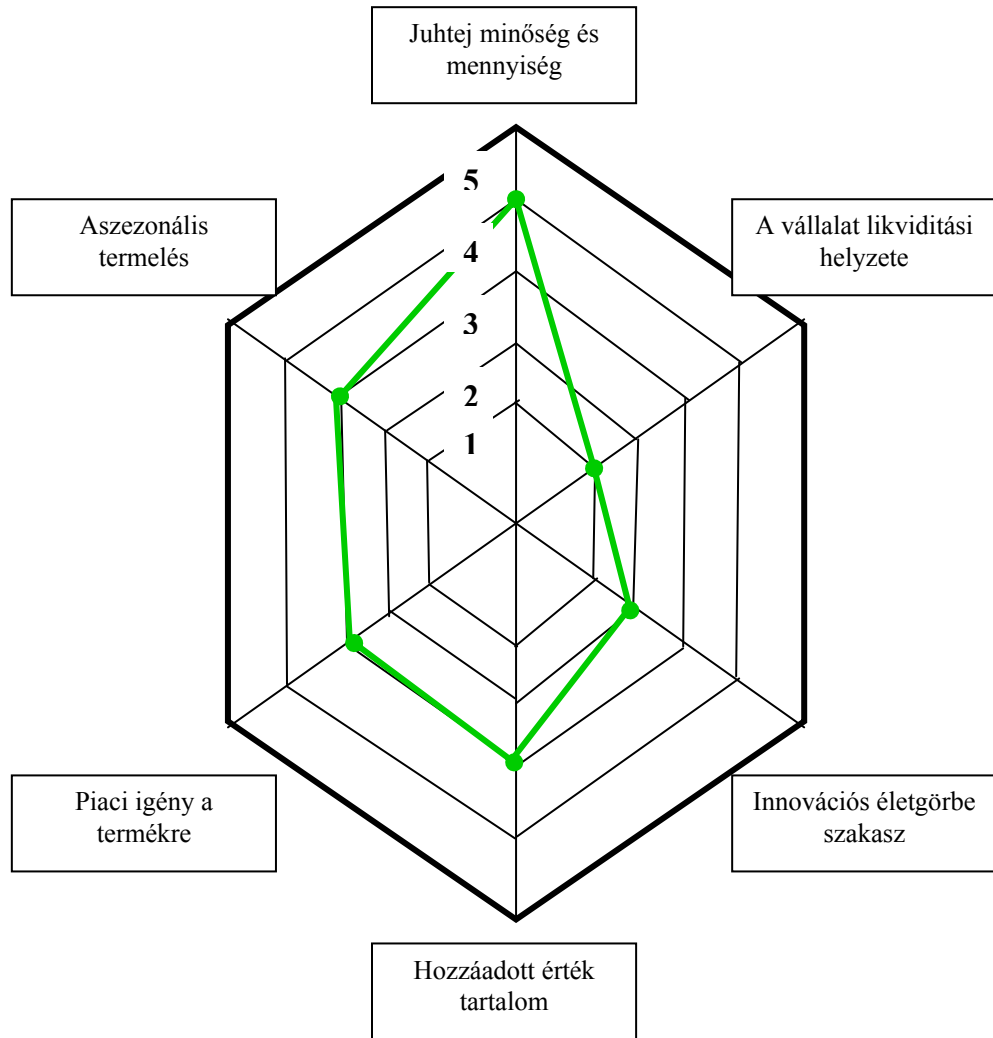 Juhtej minőség és
mennyiség
Aszezonális
termelés
A vállalat likviditási
helyzete
5
4
3
2
1
Piaci igény a
termékre
Innovációs életgörbe
szakasz
Hozzáadott érték
tartalom